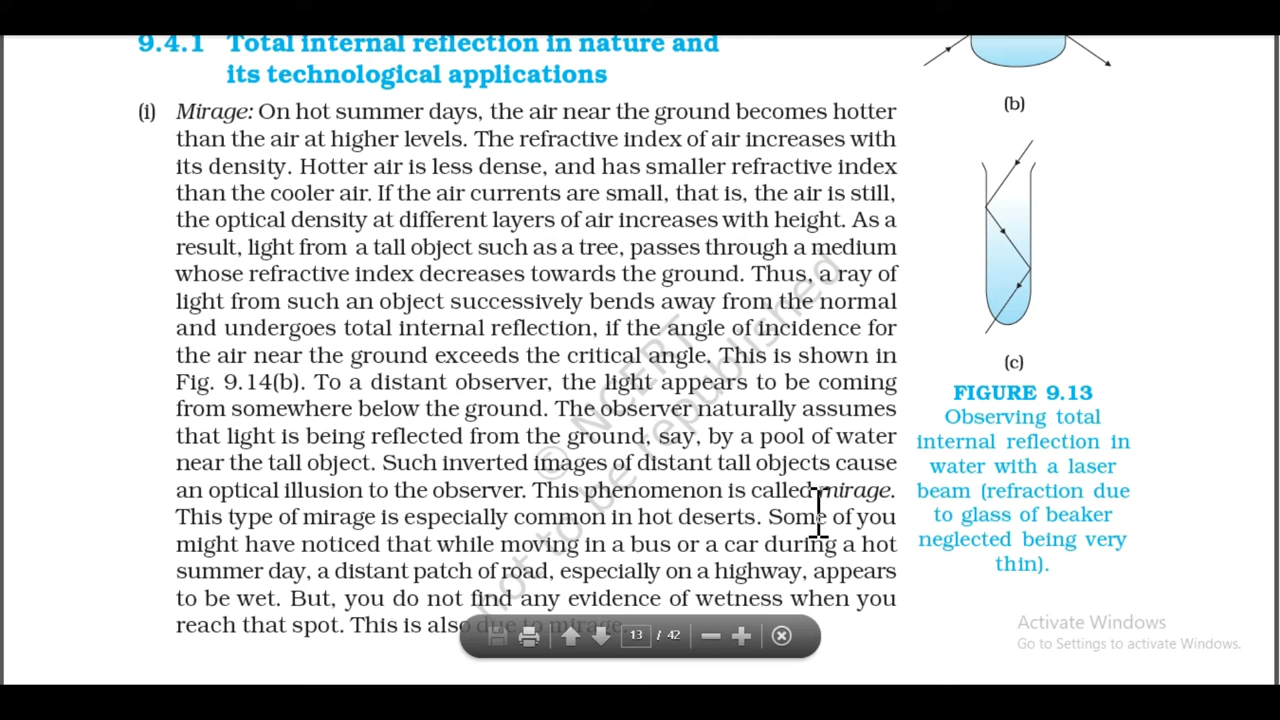 9.4.1 Total internal reflection in nature and
its technological applications
(i) Mirage: On hot summer days, the air near the ground becomes hotter
than the air at higher levels. The refractive index of air increases with
its density. Hotter air is less dense, and has smaller refractive index
than the cooler air. If the air currents are small, that is, the air is still,
the optical density at different layers of air increases with height. As a
result, light from a tall object such as a tree, passes through a medium
whose refractive index decreases towards the ground. Thus, a ray of
light from such an object successively bends away from the normal
and undergoes total internal reflection, if the angle of incidence for
the air near the ground exceeds the critical angle. This is shown in
Fig. 9.14(b). To a distant observer, the light appears to be coming
from somewhere below the ground. The observer naturally assumes
that light is being reflected from the ground, say, by a pool of water
near the tall object. Such inverted images of distant tall objects cause
an optical illusion to the observer. This phenomenon is called mirage.
This type of mirage is especially common in hot deserts. Some of you
might have noticed that while moving in a bus or a car during a hot
summer day, a distant patch of road, especially on a highway, appears
to be wet. But, you do not find any evidence of wetness when you
reach that spot. This is also due to mirage.
(b)
(c)
FIGURE 9.13
Observing total
internal reflection in
water with a laser
beam (refraction due
to glass of beaker
neglected being very
thin).
© NCERT
not to be republished
13 / 42
Activate Windows
Go to Settings to activate Windows.